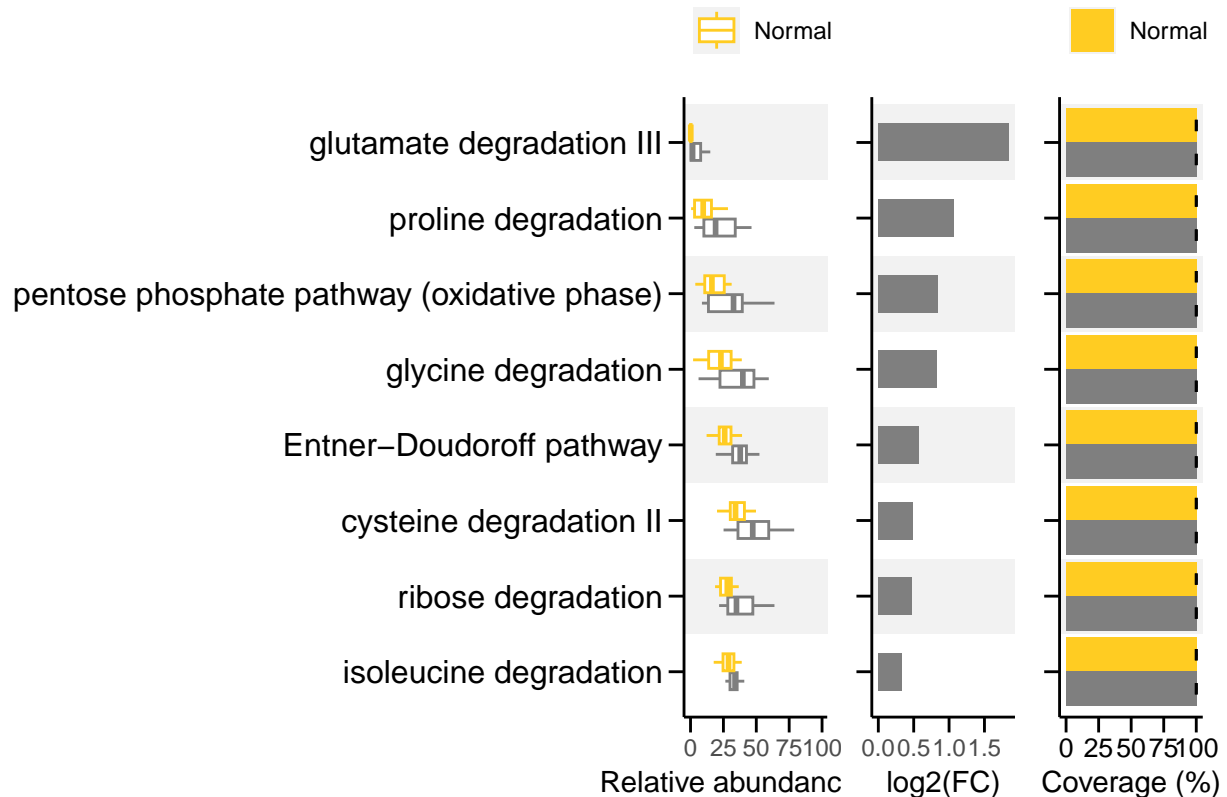 Normal Normal
glutamate degradation III
proline degradation
pentose phosphate pathway (oxidative phase)
glycine degradation
Entner−Doudoroff pathway
cysteine degradation II
ribose degradation
isoleucine degradation
0 25 50 75 100 0.0 0.5 1.0 1.5 0 25 50 75 100
Relative abundanc log2(FC) Coverage (%)